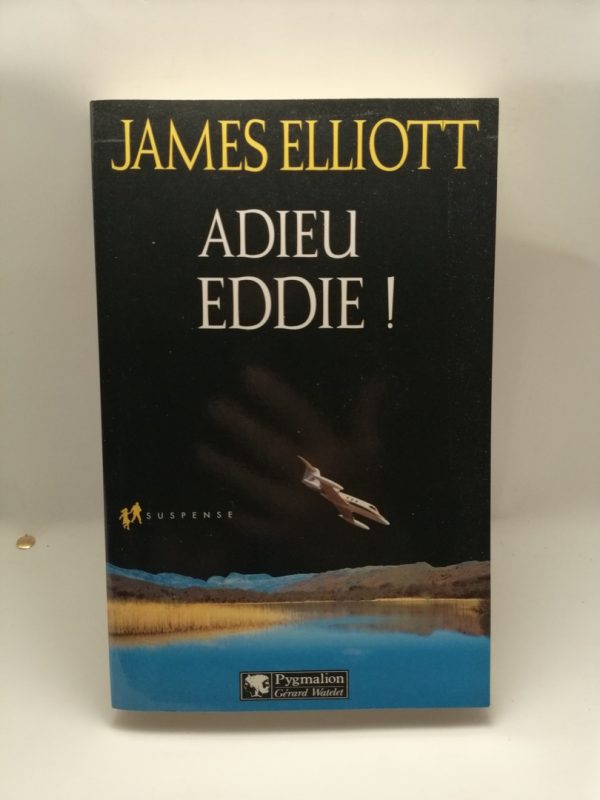 JAMES ELLIOTT
ADIEU
EDDIE !
SUSPENSE
Pygmalion
Gérard Watelet